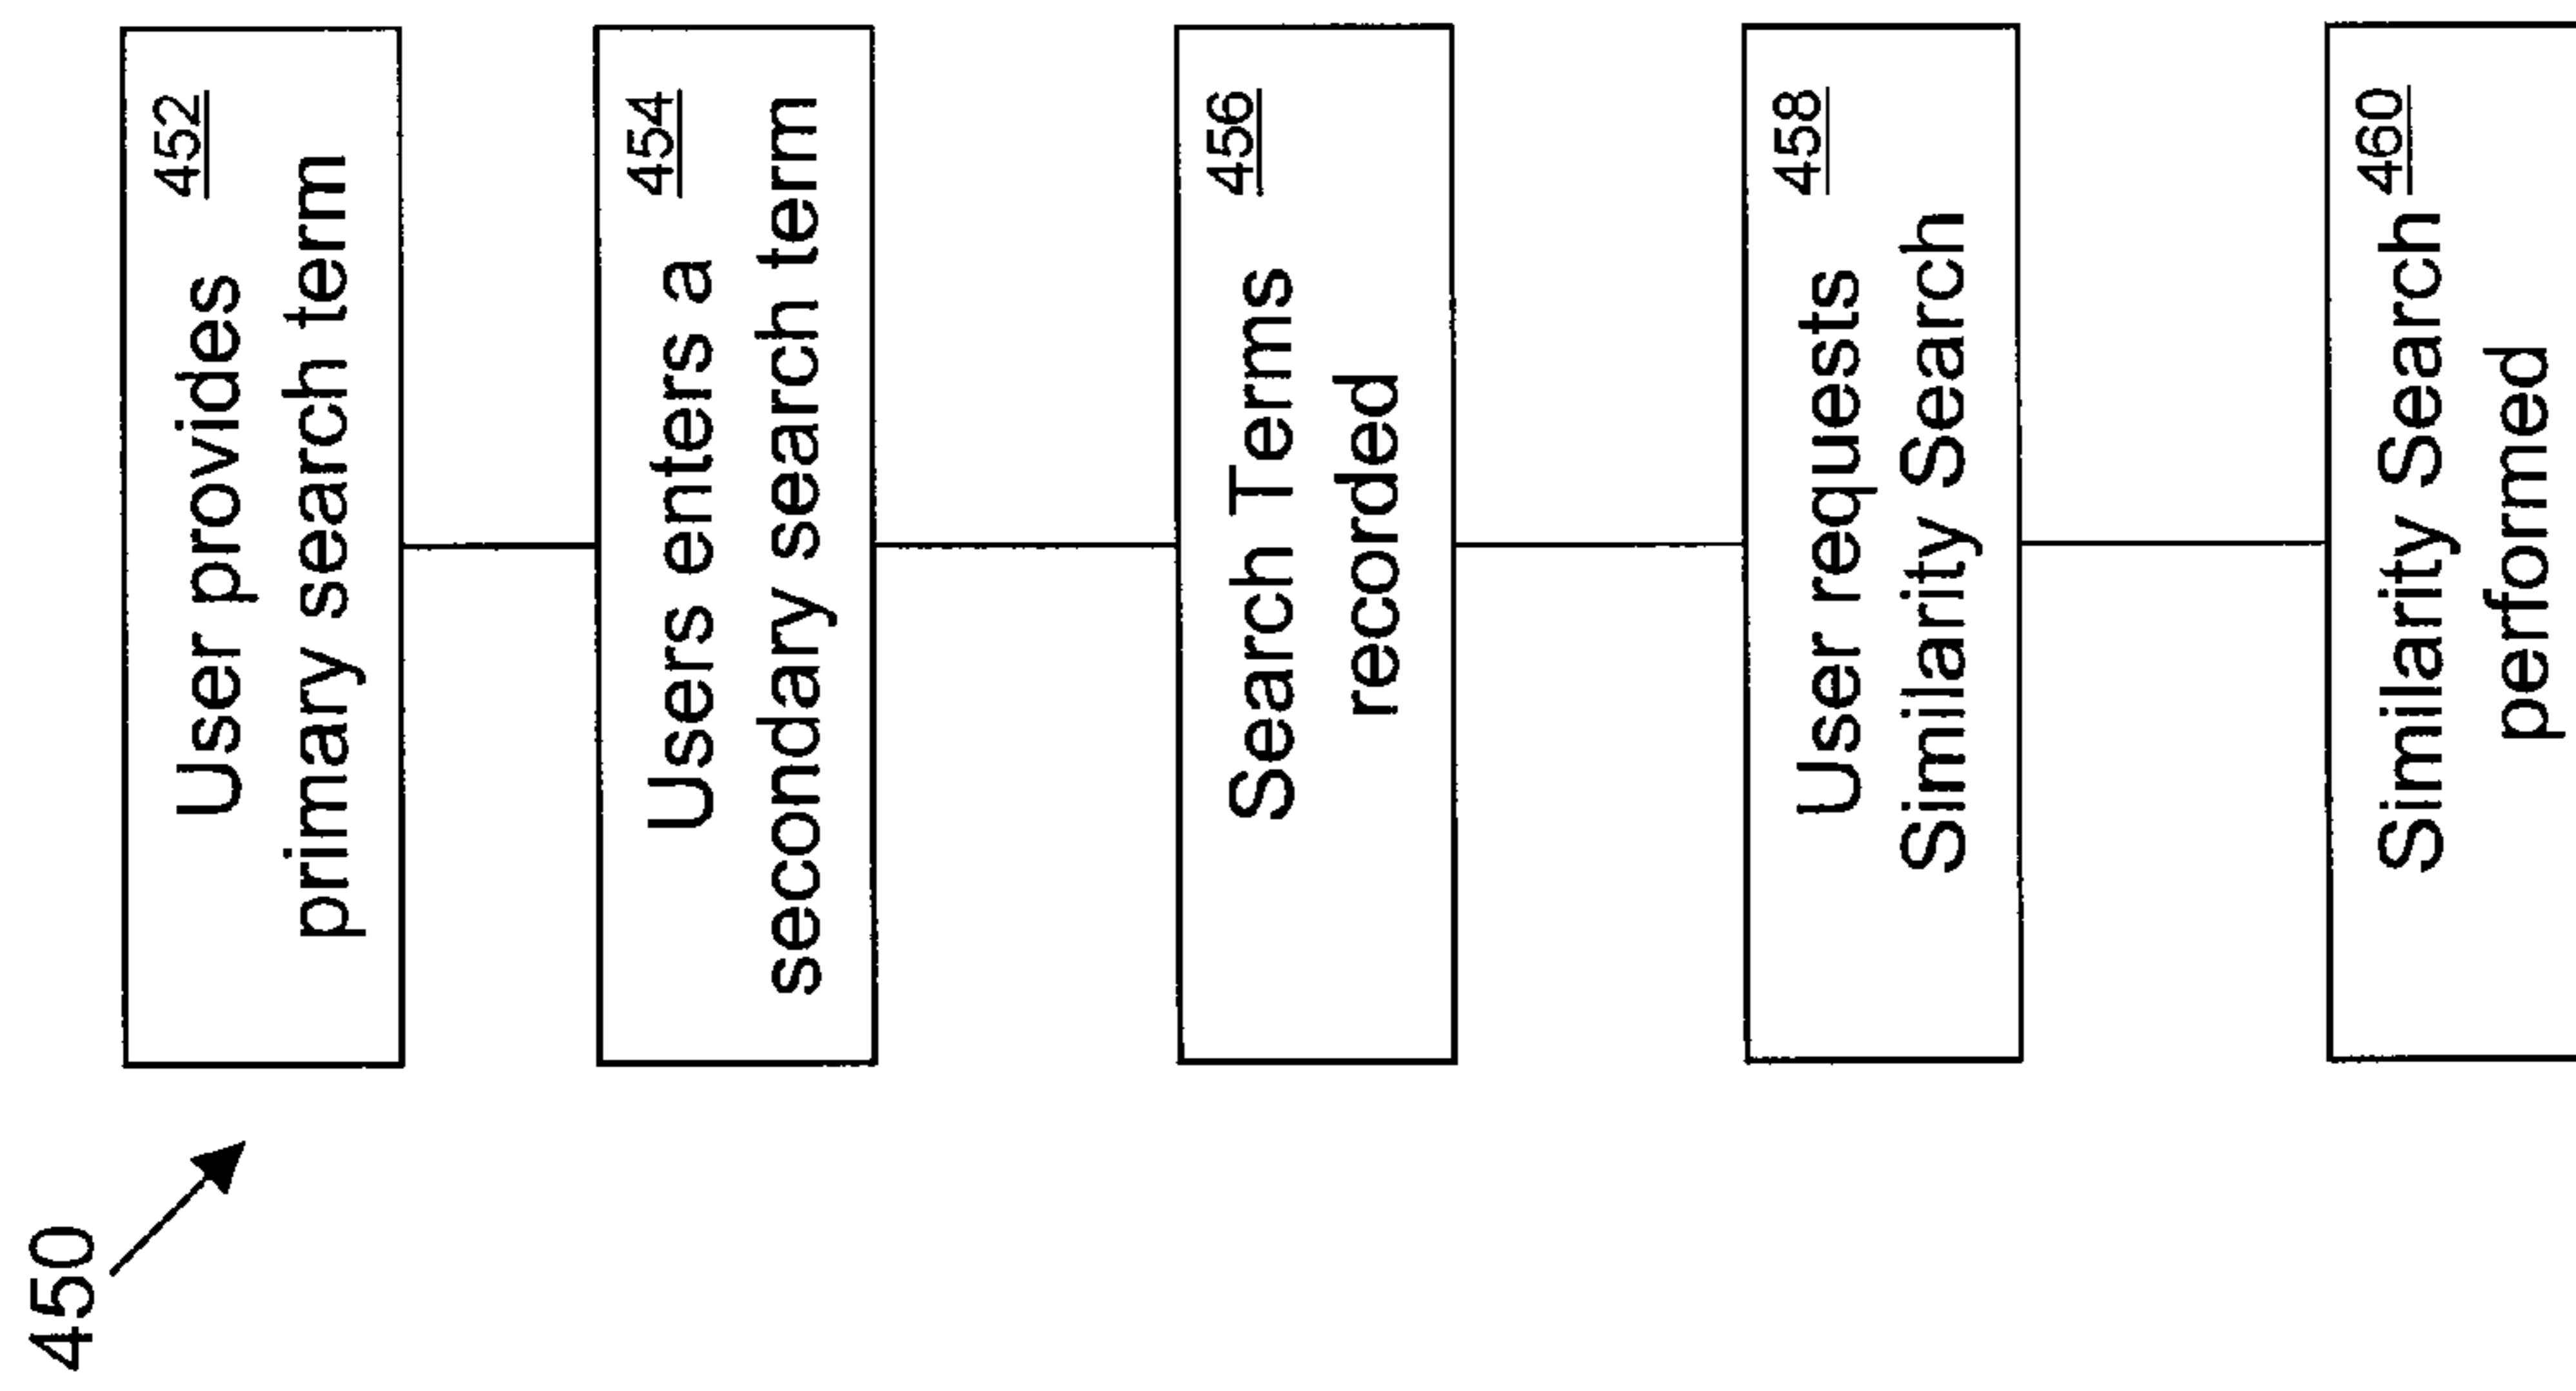 450
452
User provides
primary search term
454
Users enters a
secondary search term
456
Search Terms
recorded
458
User requests
Similarity Search
460
Similarity Search
performed